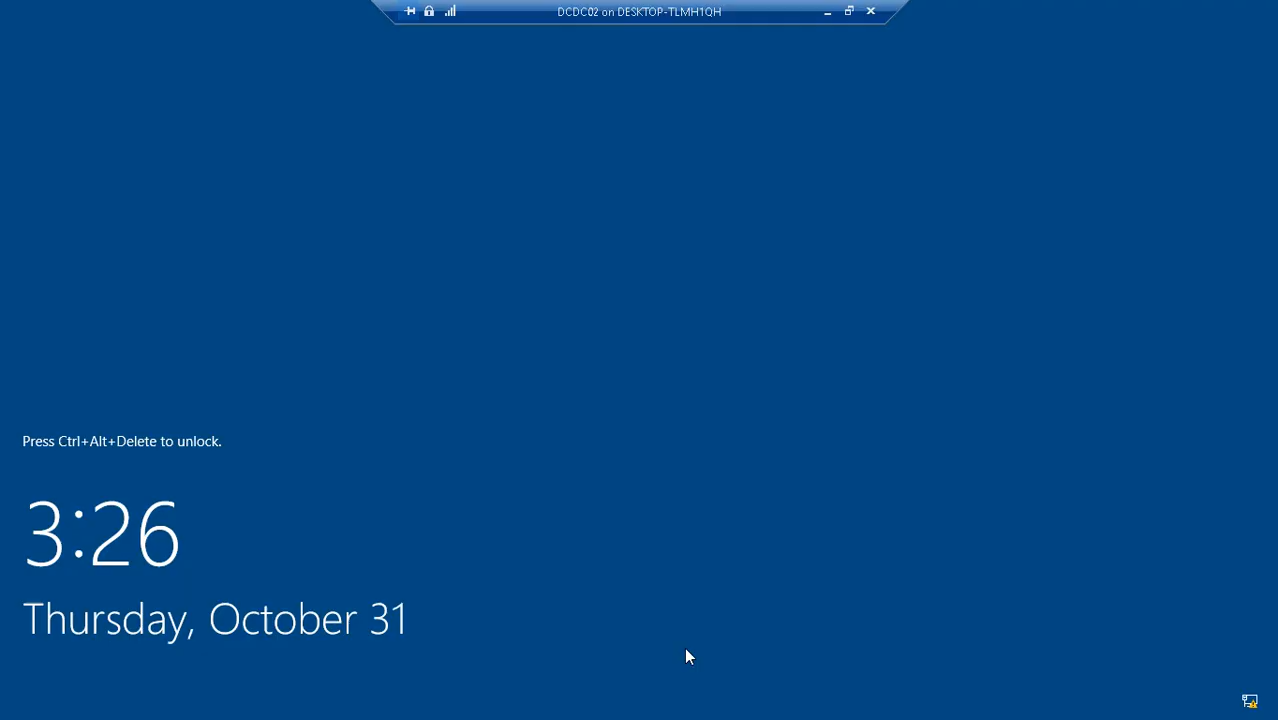 DCDC02 on DESKTOP-TLMH1QH
Press Ctrl+Alt+Delete to unlock.
3:26
Thursday, October 31